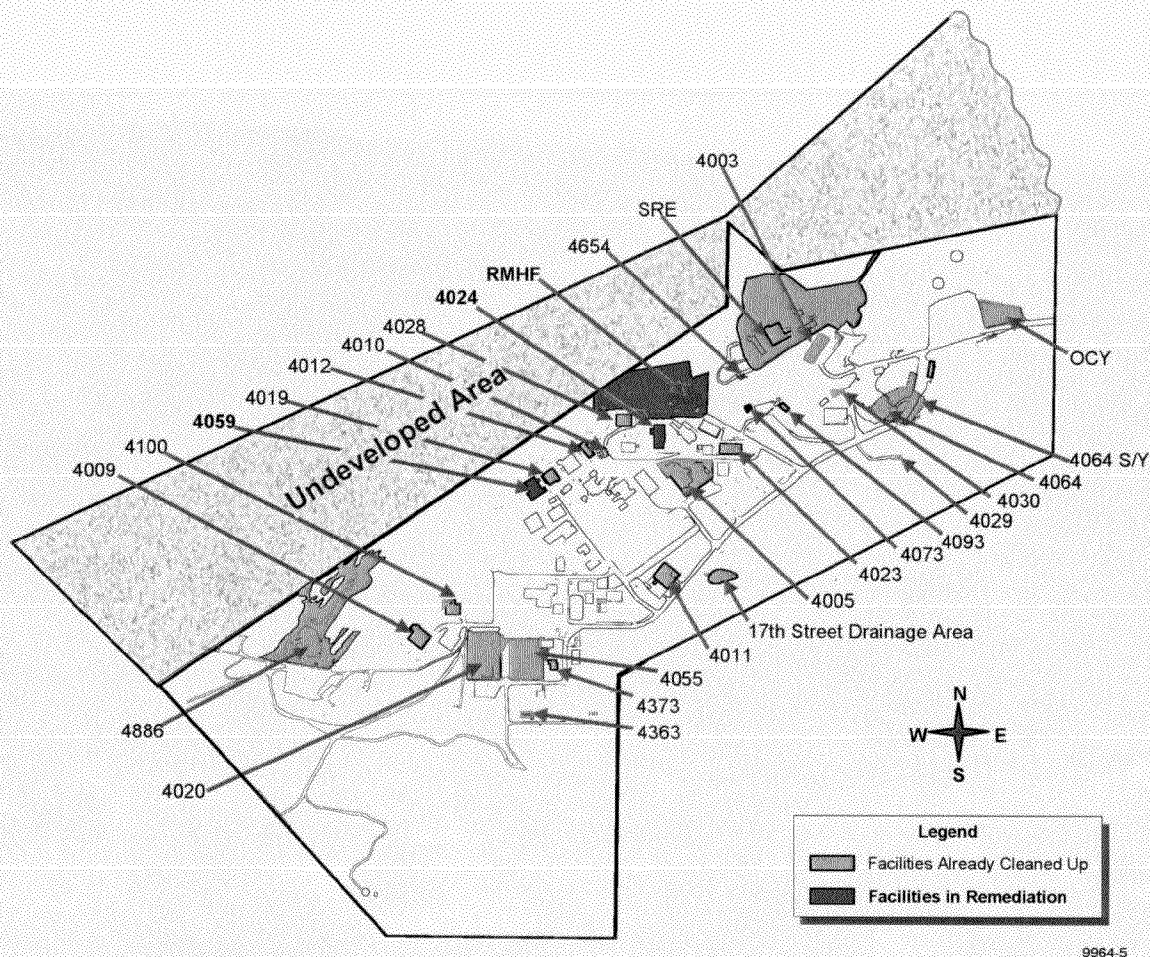 4003
SRE
4654
RMHF
4024
4028
4010
4012
4019
4059
4100
4009
Undeveloped Area
OCY
4064 S/Y
4064
4030
4029
4093
4073
4023
4005
17th Street Drainage Area
4011
4055
4373
4363
4886
4020
N
W E
S
Legend
Facilities Already Cleaned Up
Facilities in Remediation
9964-5